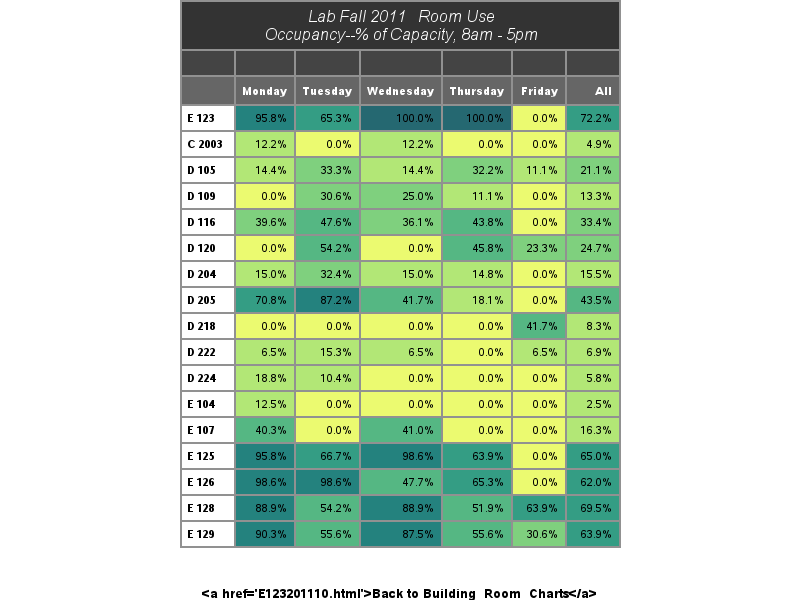 Lab Fall 2011 Room Use
Occupancy--% of Capacity, 8am - 5pm
Monday Tuesday Wednesday Thursday Friday All
E 123 95.8% 65.3% 100.0% 100.0% 0.0% 72.2%
C 2003 12.2% 0.0% 12.2% 0.0% 0.0% 4.9%
D 105 14.4% 33.3% 14.4% 32.2% 11.1% 21.1%
D 109 0.0% 30.6% 25.0% 11.1% 0.0% 13.3%
D 116 39.6% 47.6% 36.1% 43.8% 0.0% 33.4%
D 120 0.0% 54.2% 0.0% 45.8% 23.3% 24.7%
D 204 15.0% 32.4% 15.0% 14.8% 0.0% 15.5%
D 205 70.8% 87.2% 41.7% 18.1% 0.0% 43.5%
D 218 0.0% 0.0% 0.0% 0.0% 41.7% 8.3%
D 222 6.5% 15.3% 6.5% 0.0% 6.5% 6.9%
D 224 18.8% 10.4% 0.0% 0.0% 0.0% 5.8%
E 104 12.5% 0.0% 0.0% 0.0% 0.0% 2.5%
E 107 40.3% 0.0% 41.0% 0.0% 0.0% 16.3%
E 125 95.8% 66.7% 98.6% 63.9% 0.0% 65.0%
E 126 98.6% 98.6% 47.7% 65.3% 0.0% 62.0%
E 128 88.9% 54.2% 88.9% 51.9% 63.9% 69.5%
E 129 90.3% 55.6% 87.5% 55.6% 30.6% 63.9%
<a href='E123201110.html'>Back to Building_Room_Charts</a>